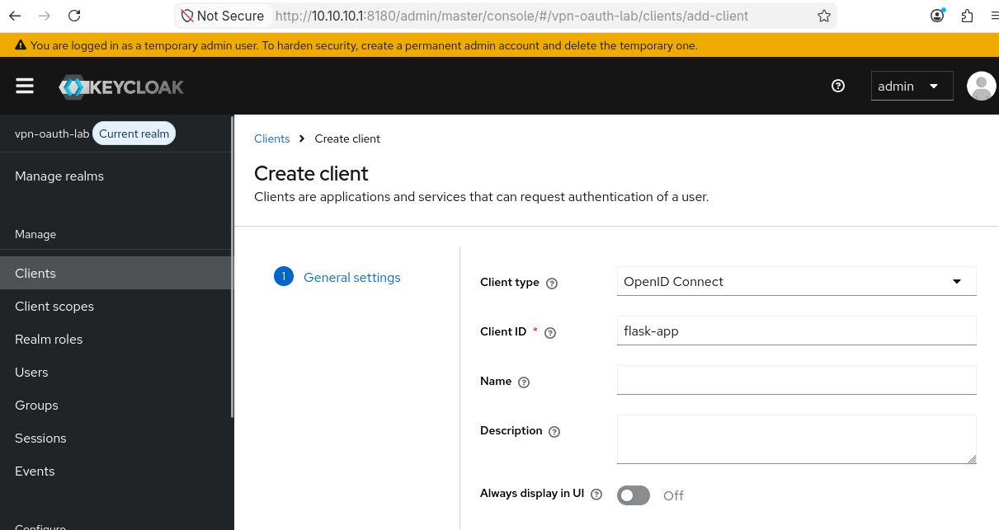 Not Secure http://10.10.10.1:8180/admin/master/console/#/vpn-oauth-lab/clients/add-client
You are logged in as a temporary admin user. To harden security, create a permanent admin account and delete the temporary one.
KEYCLOAK
admin
vpn-oauth-lab Current realm
Manage realms
Manage
Clients
Client scopes
Realm roles
Users
Groups
Sessions
Events
Configure
Clients Create client
Create client
Clients are applications and services that can request authentication of a user.
1 General settings
Client type OpenID Connect
Client ID * flask-app
Name
Description
Always display in UI Off